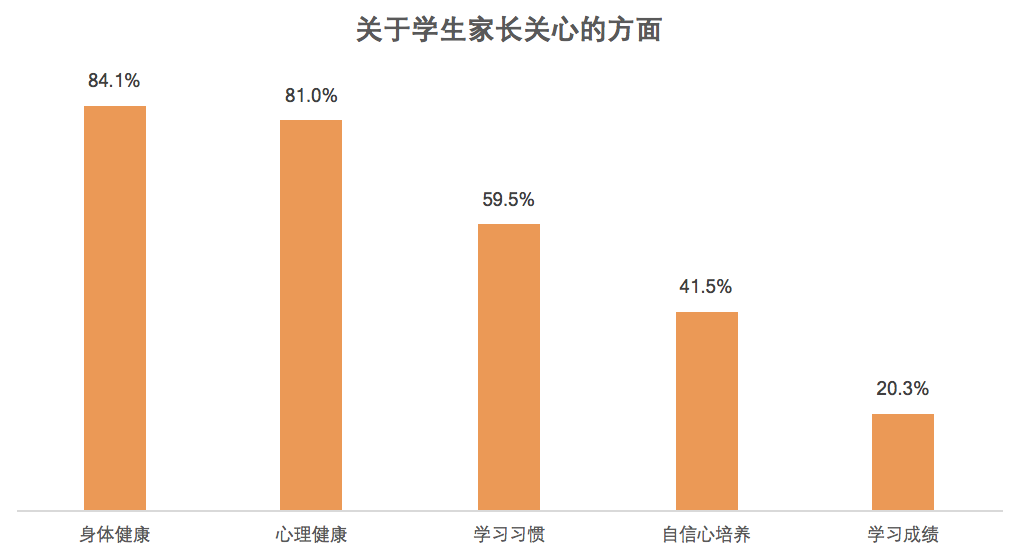 关于学生家长关心的方面
84.1%
81.0%
59.5%
41.5%
20.3%
身体健康
心理健康
学习习惯
自信心培养
学习成绩